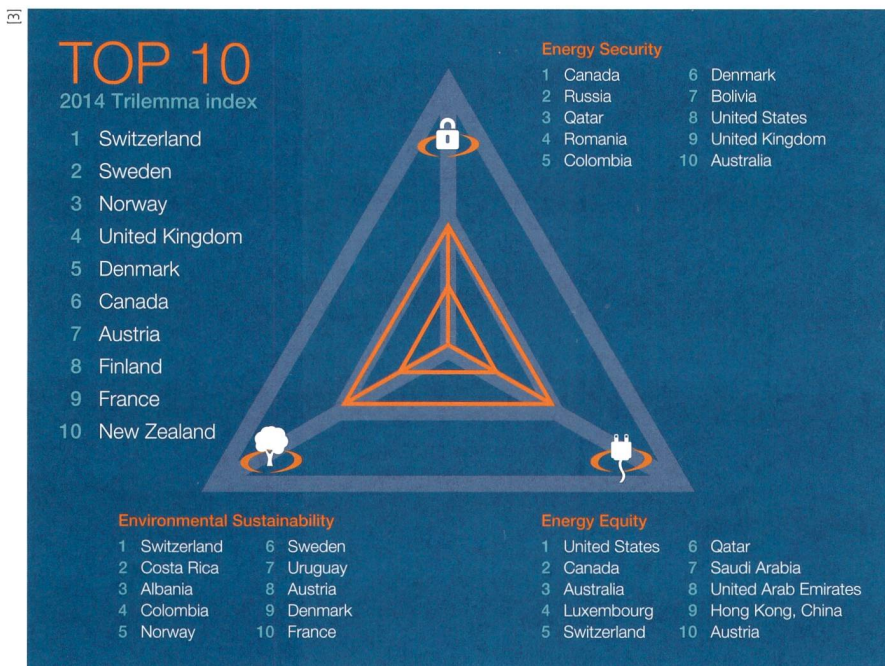 [3]
TOP 10
2014 Trilemma index
1 Switzerland
2 Sweden
3 Norway
4 United Kingdom
5 Denmark
6 Canada
7 Austria
8 Finland
9 France
10 New Zealand
Energy Security
1 Canada
2 Russia
3 Qatar
4 Romania
5 Colombia
6 Denmark
7 Bolivia
8 United States
9 United Kingdom
10 Australia
Environmental Sustainability
1 Switzerland
2 Costa Rica
3 Albania
4 Colombia
5 Norway
6 Sweden
7 Uruguay
8 Austria
9 Denmark
10 France
Energy Equity
1 United States
2 Canada
3 Australia
4 Luxembourg
5 Switzerland
6 Qatar
7 Saudi Arabia
8 United Arab Emirates
9 Hong Kong, China
10 Austria